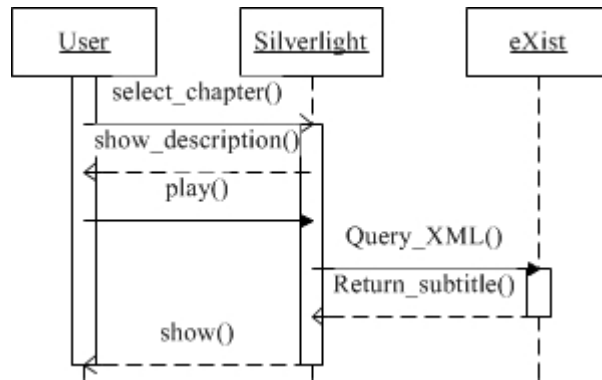 User
Silverlight
eXist
select_chapter()
show_description()
play()
Query_XML()
Return_subtitle()
show()